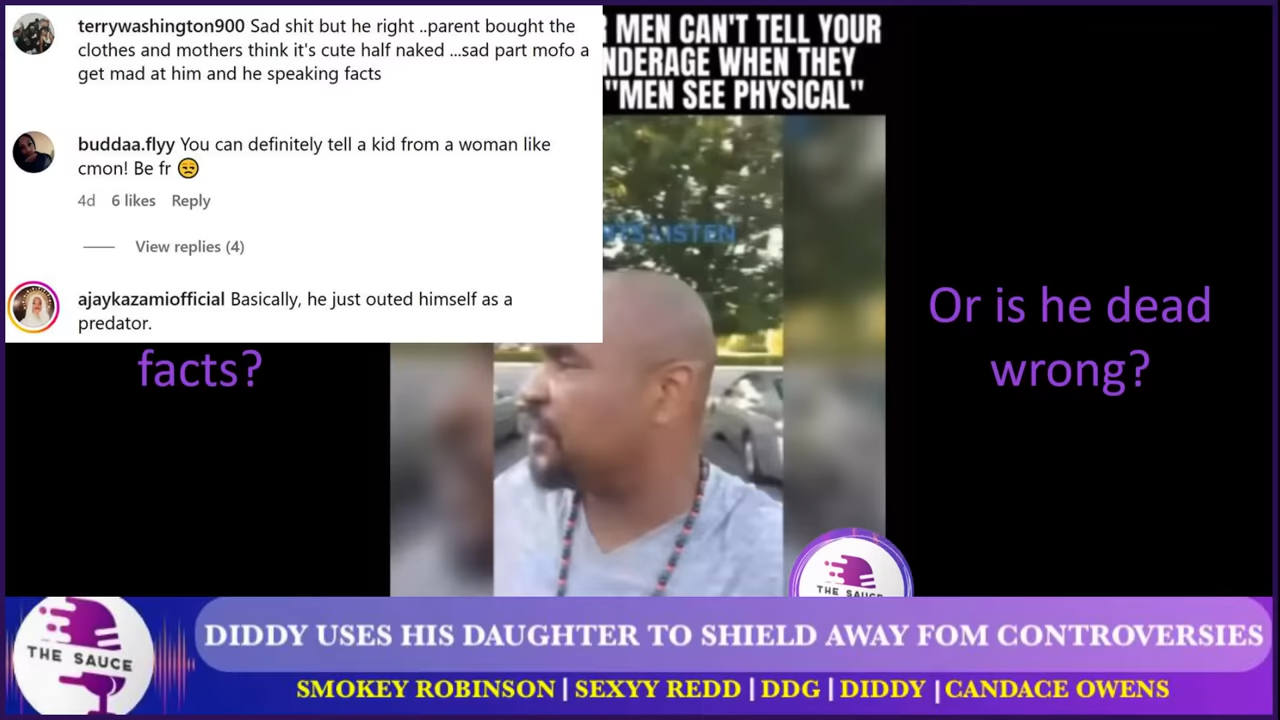 terrywashington900 Sad shit but he right ..parent bought the
clothes and mothers think it's cute half naked ...sad part mofo a
get mad at him and he speaking facts
buddaa.flyy You can definitely tell a kid from a woman like
cmon! Be fr 😒
4d 6 likes Reply
View replies (4)
ajaykazamiofficial Basically, he just outed himself as a
predator.
MEN CAN'T TELL YOUR
NDERAGE WHEN THEY
"MEN SEE PHYSICAL"
LISTEN
facts?
Or is he dead
wrong?
THE SAUCE
THE SAUCE
DIDDY USES HIS DAUGHTER TO SHIELD AWAY FOM CONTROVERSIES
SMOKEY ROBINSON | SEXYY REDD | DDG | DIDDY | CANDACE OWENS